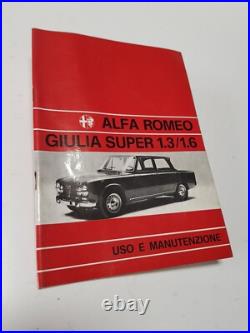 ALFA ROMEO
GIULIA SUPER 1.3/1.6
USO E MANUTENZIONE